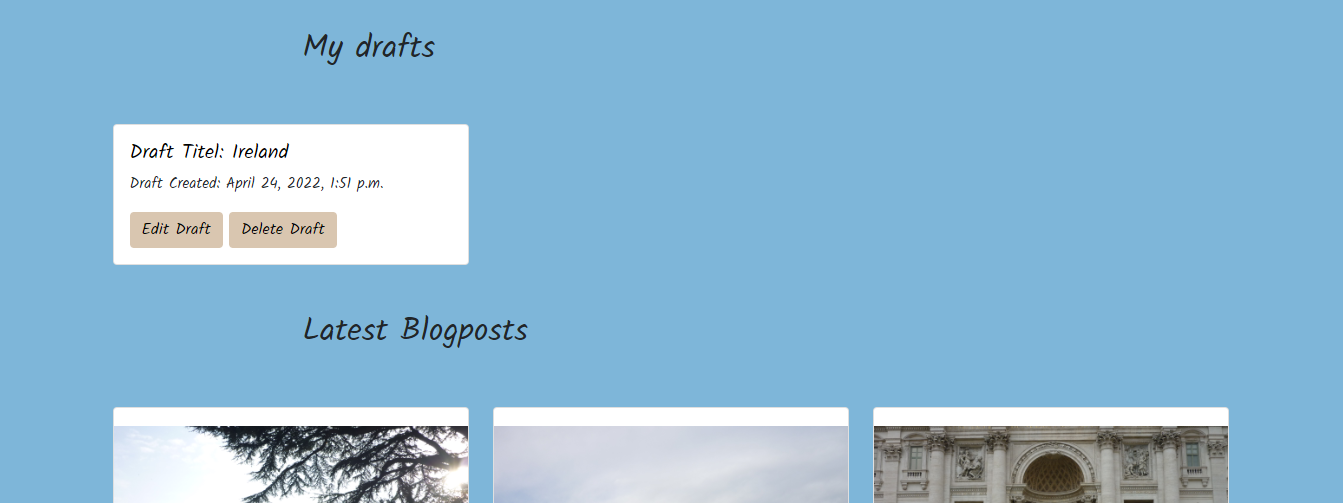 My drafts
Draft Titel: Ireland
Draft Created: April 24, 2022, 1:51 p.m.
Edit Draft Delete Draft
Latest Blogposts